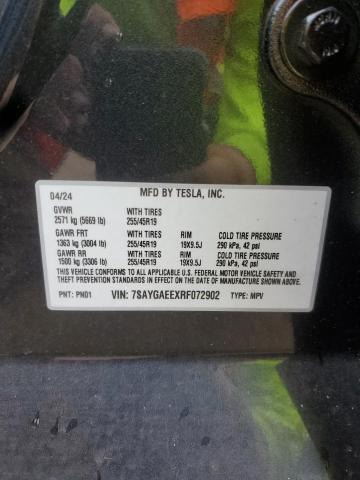 MFD BY TESLA, INC.
04/24
GVWR WITH TIRES
2571 kg (5669 lb) 255/45R19
GAWR FRT WITH TIRES RIM COLD TIRE PRESSURE
1363 kg (3004 lb) 255/45R19 19X9.5J 290 kPa, 42 psi
GAWR RR WITH TIRES RIM COLD TIRE PRESSURE
1500 kg (3306 lb) 255/45R19 19X9.5J 290 kPa, 42 psi
THIS VEHICLE CONFORMS TO ALL APPLICABLE U.S. FEDERAL MOTOR VEHICLE SAFETY AND
THEFT PREVENTION STANDARDS IN EFFECT ON THE DATE OF MANUFACTURE SHOWN ABOVE.
PNT: PN01 VIN: 7SAYGAEEXRF072902 TYPE: MPV